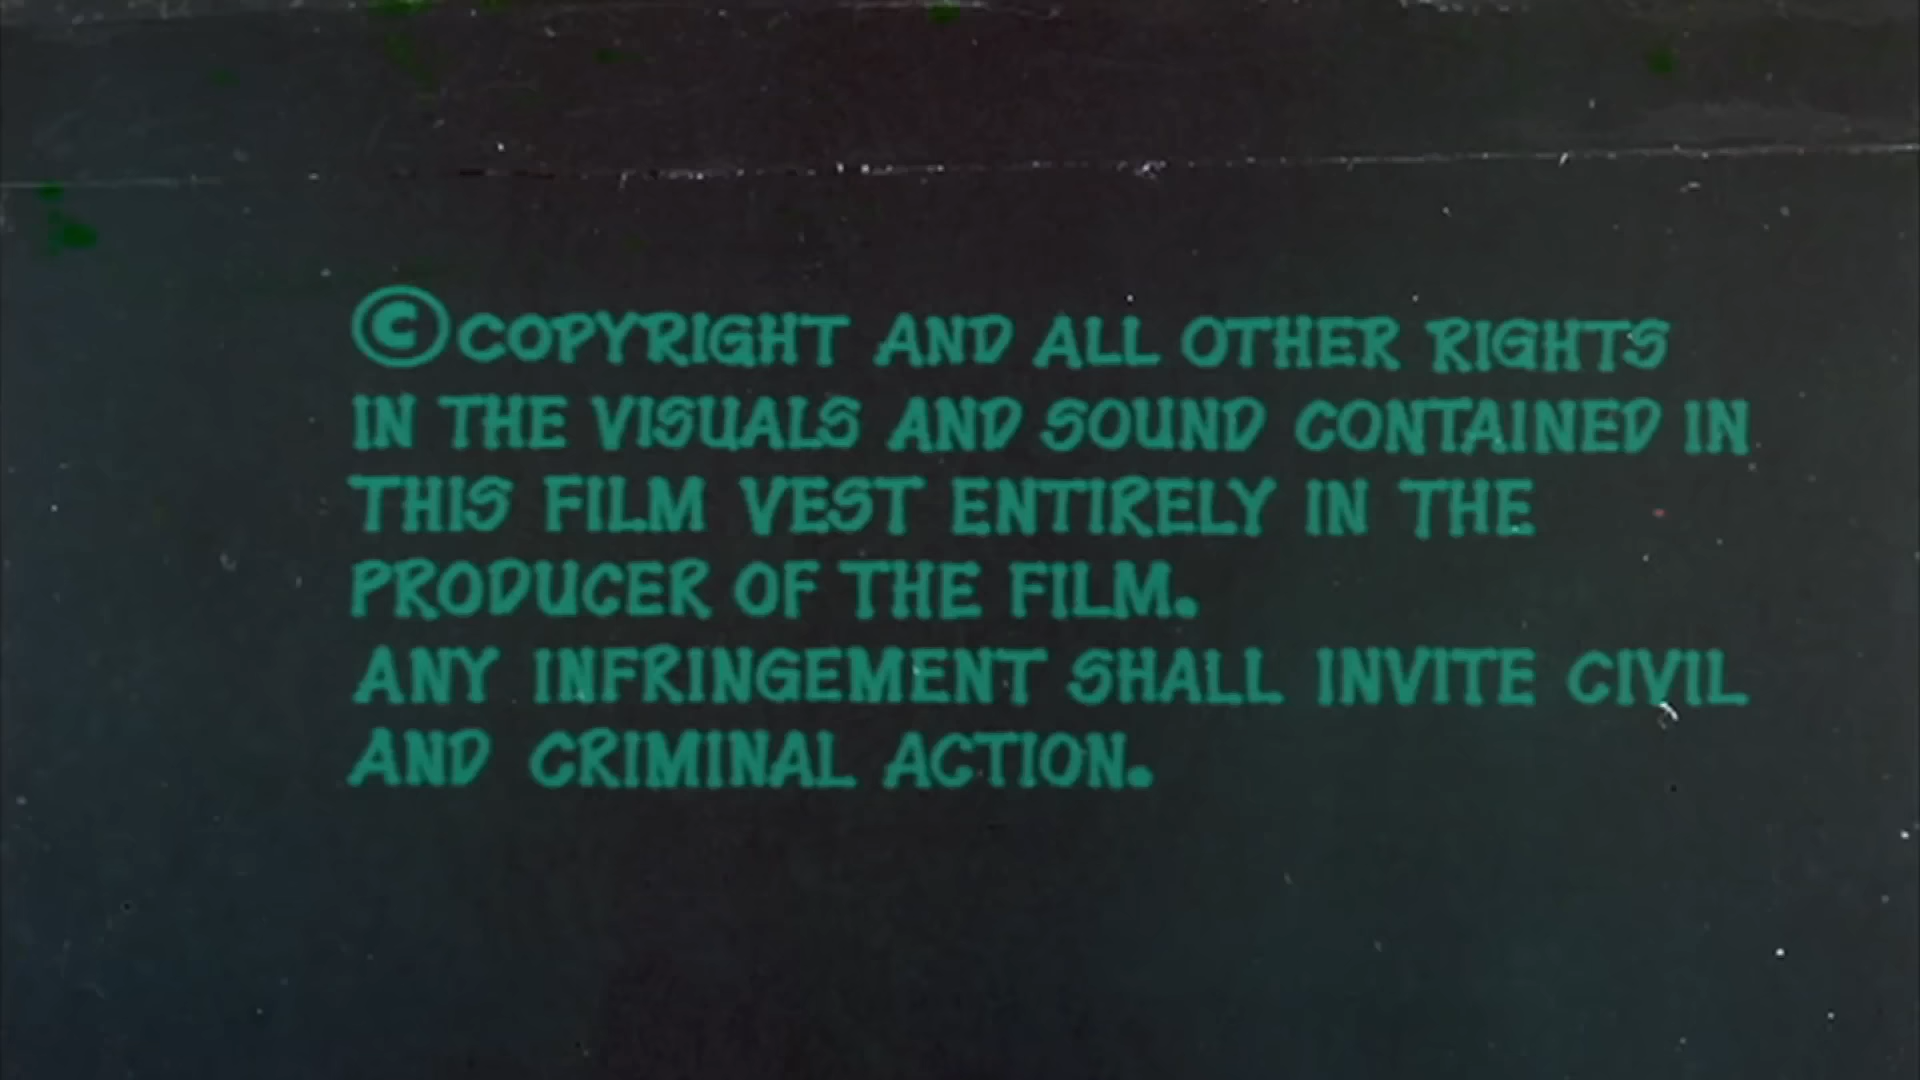 ©COPYRIGHT AND ALL OTHER RIGHTS
IN THE VISUALS AND SOUND CONTAINED IN
THIS FILM VEST ENTIRELY IN THE
PRODUCER OF THE FILM.
ANY INFRINGEMENT SHALL INVITE CIVIL
AND CRIMINAL ACTION.